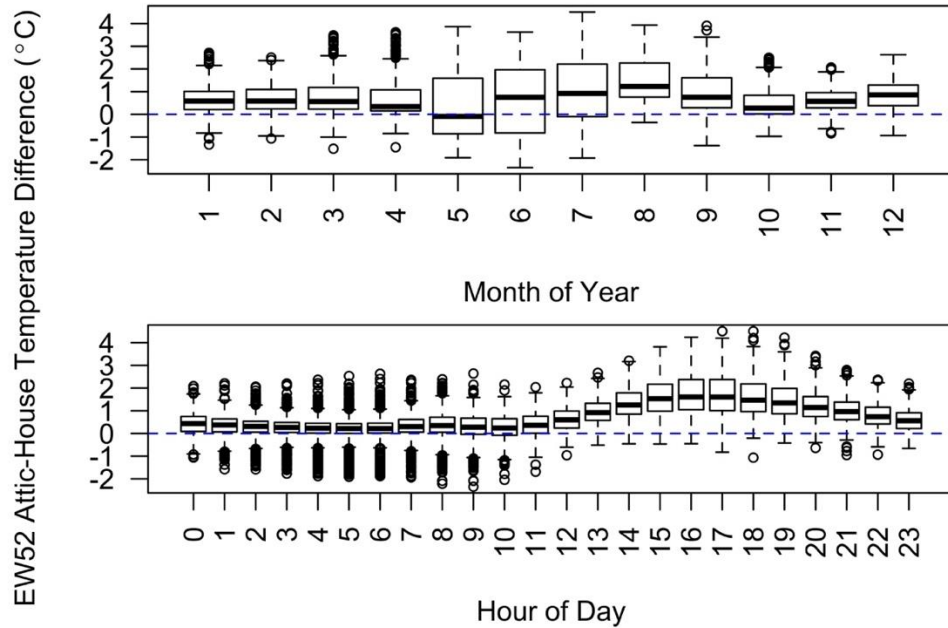 EW52 Attic-House Temperature Difference (°C)
4
3
2
1
0
-1
-2
1 2 3 4 5 6 7 8 9 10 11 12
Month of Year
4
3
2
1
0
-1
-2
0 1 2 3 4 5 6 7 8 9 10 11 12 13 14 15 16 17 18 19 20 21 22 23
Hour of Day